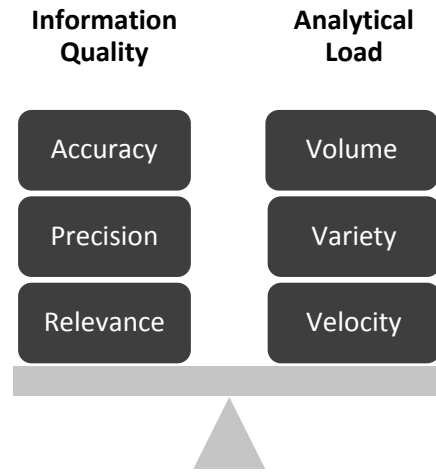 Information
Quality
Analytical
Load
Accuracy
Precision
Relevance
Volume
Variety
Velocity